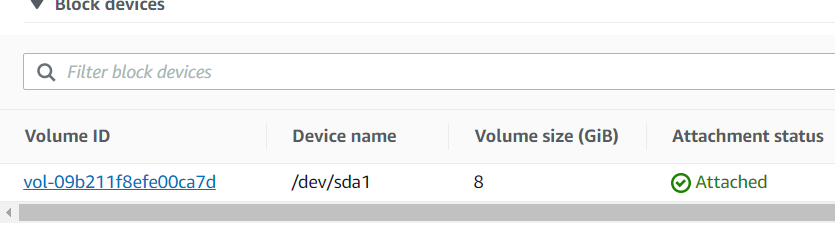 Block devices
Filter block devices
Volume ID Device name Volume size (GiB) Attachment status
vol-09b211f8efe00ca7d /dev/sda1 8 Attached